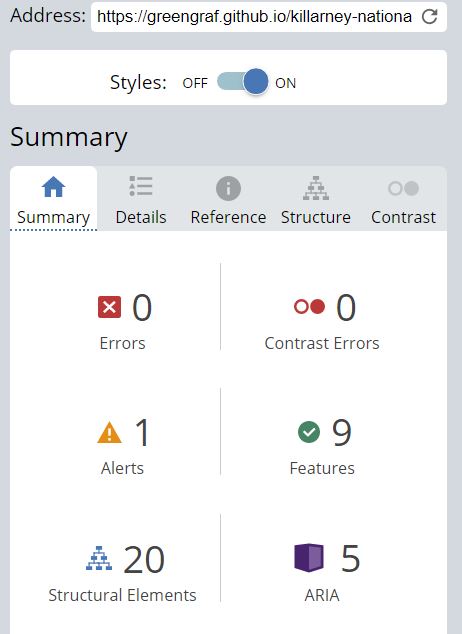 Address: https://greengraf.github.io/killarney-nationa
Styles: OFF ON
Summary
Summary Details Reference Structure Contrast
0 0
Errors Contrast Errors
1 9
Alerts Features
20 5
Structural Elements ARIA